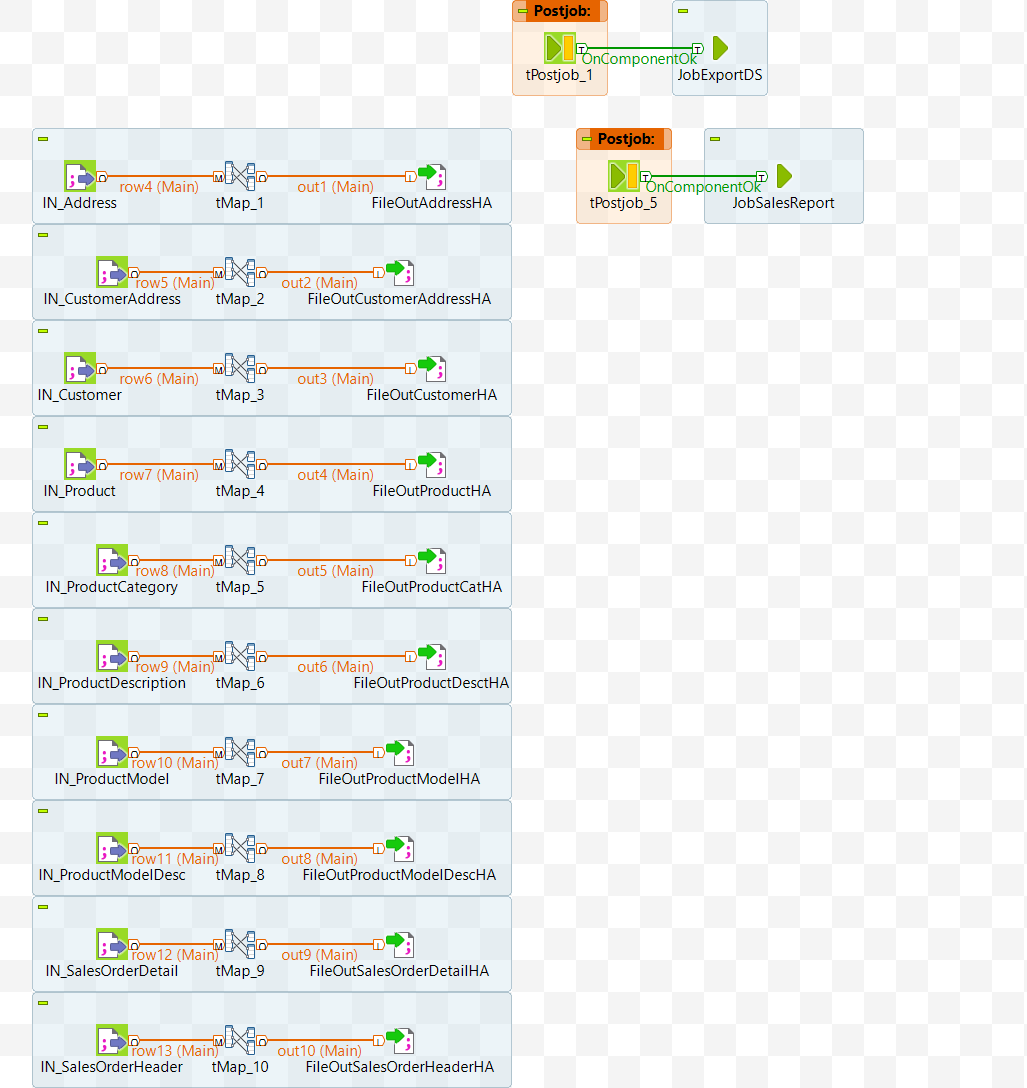 Postjob:
OnComponentOk
tPostjob_1
JobExportDS
Postjob:
OnComponentOk
tPostjob_5
JobSalesReport
row4 (Main)
out1 (Main)
IN_Address
tMap_1
FileOutAddressHA
row5 (Main)
out2 (Main)
IN_CustomerAddress
tMap_2
FileOutCustomerAddressHA
row6 (Main)
out3 (Main)
IN_Customer
tMap_3
FileOutCustomerHA
row7 (Main)
out4 (Main)
IN_Product
tMap_4
FileOutProductHA
row8 (Main)
out5 (Main)
IN_ProductCategory
tMap_5
FileOutProductCatHA
row9 (Main)
out6 (Main)
IN_ProductDescription
tMap_6
FileOutProductDesctHA
row10 (Main)
out7 (Main)
IN_ProductModel
tMap_7
FileOutProductModelHA
row11 (Main)
out8 (Main)
IN_ProductModelDesc
tMap_8
FileOutProductModelDescHA
row12 (Main)
out9 (Main)
IN_SalesOrderDetail
tMap_9
FileOutSalesOrderDetailHA
row13 (Main)
out10 (Main)
IN_SalesOrderHeader
tMap_10
FileOutSalesOrderHeaderHA